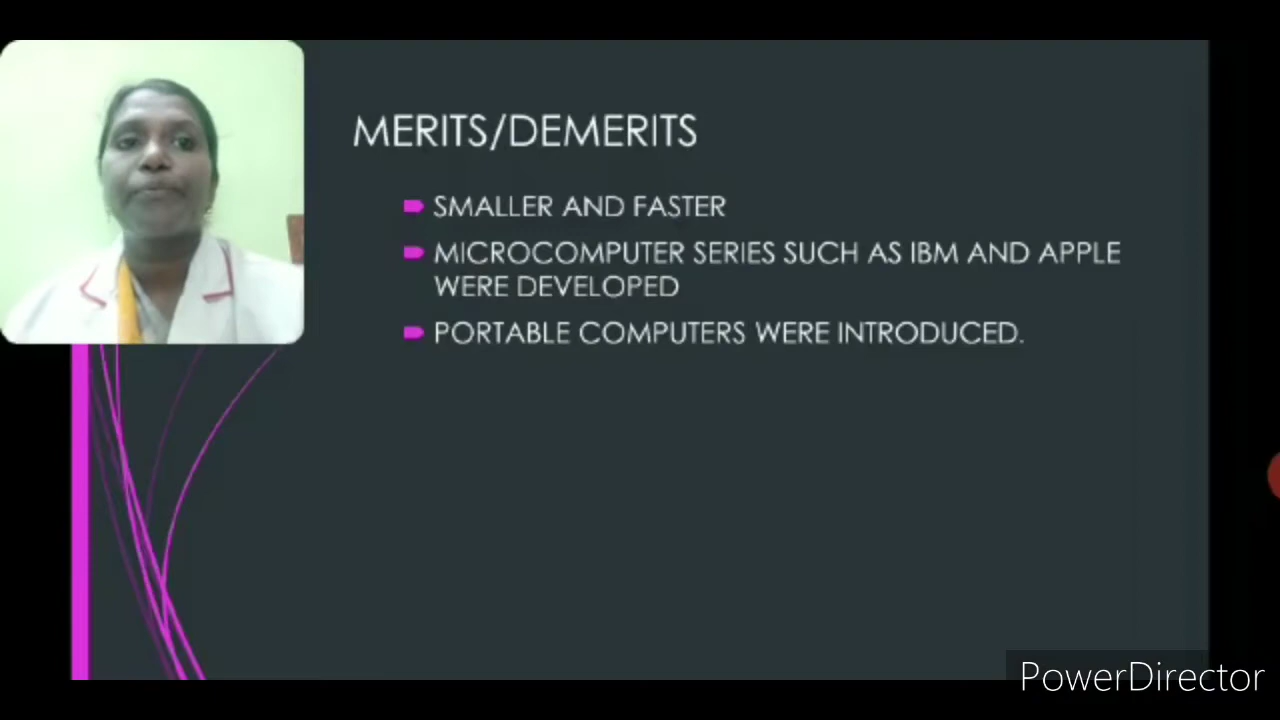 MERITS/DEMERITS
SMALLER AND FASTER
MICROCOMPUTER SERIES SUCH AS IBM AND APPLE
WERE DEVELOPED
PORTABLE COMPUTERS WERE INTRODUCED.
PowerDirector